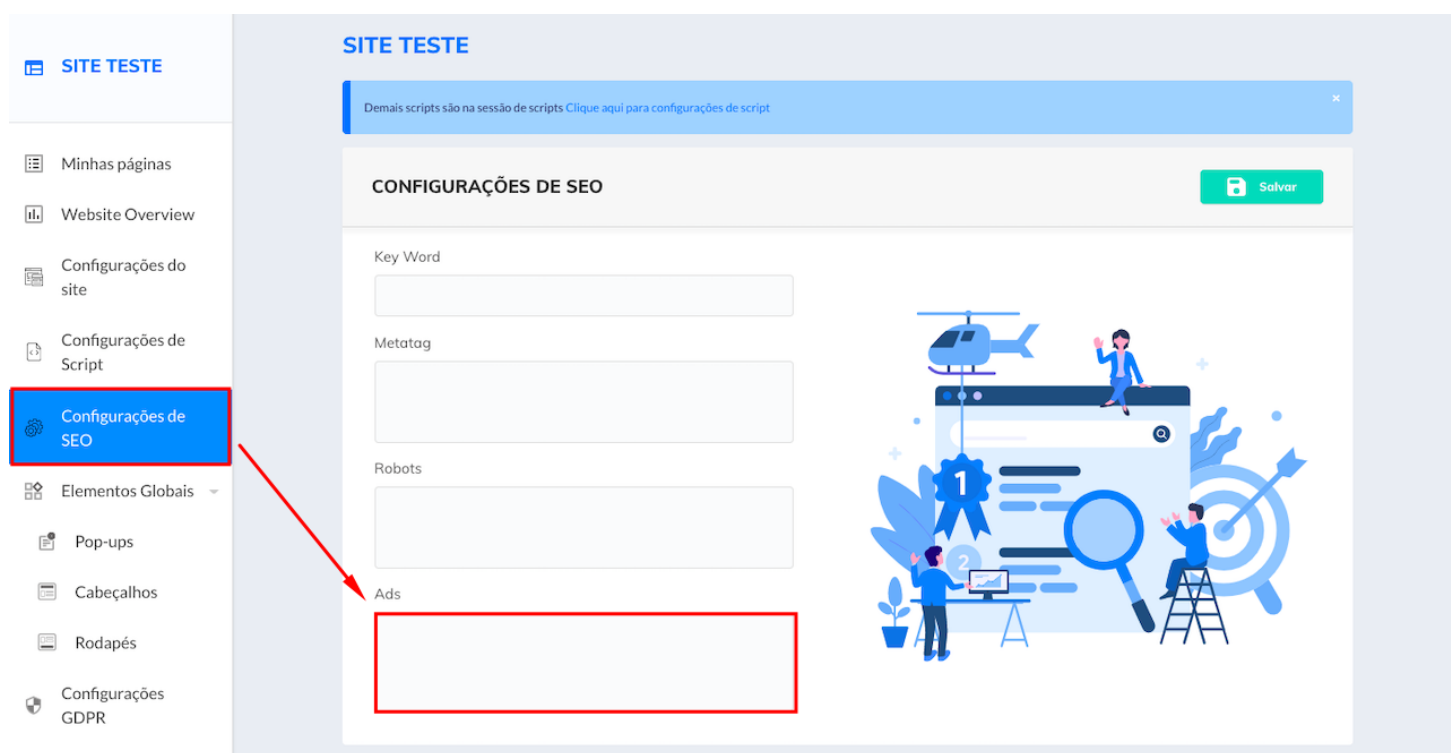 SITE TESTE
Minhas páginas
Website Overview
Configurações do
site
Configurações de
Script
Configurações de
SEO
Elementos Globais
Pop-ups
Cabeçalhos
Rodapés
Configurações
GDPR
SITE TESTE
Demais scripts são na sessão de scripts Clique aqui para configurações de script
×
CONFIGURAÇÕES DE SEO
Salvar
Key Word
Metatag
Robots
Ads
1
2